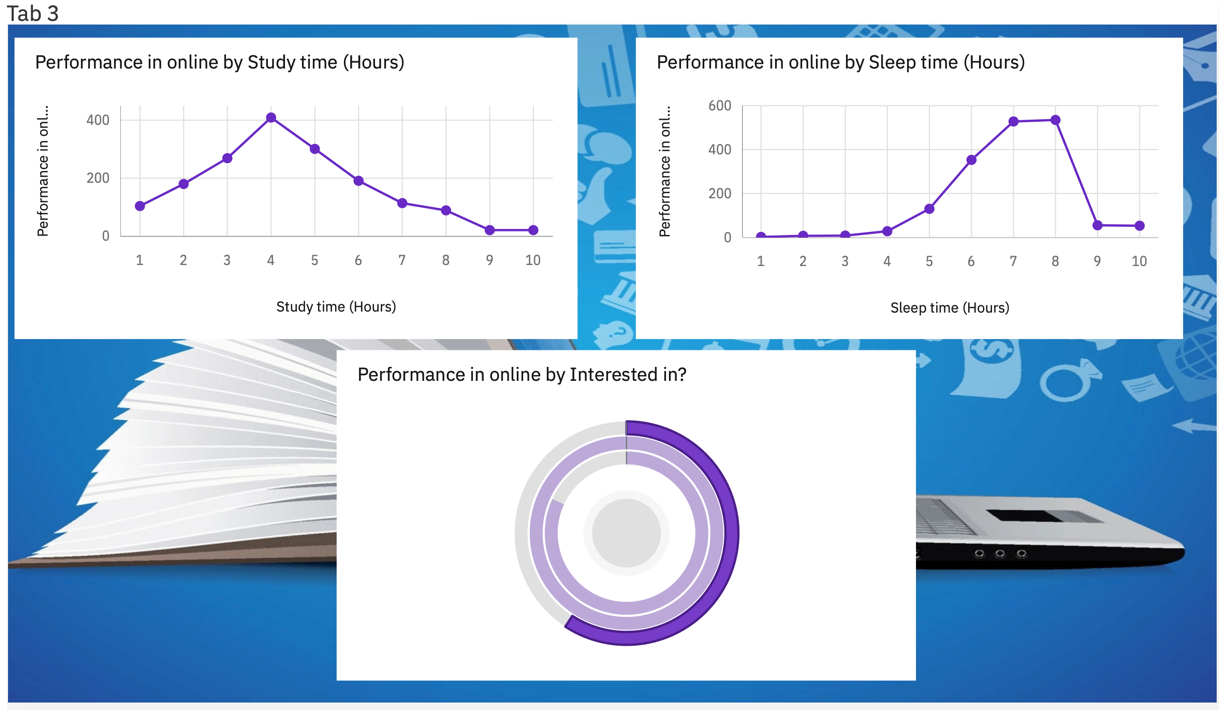 Tab 3
Performance in online by Study time (Hours)
Performance in onl...
400
200
0
1 2 3 4 5 6 7 8 9 10
Study time (Hours)
Performance in online by Sleep time (Hours)
Performance in onl...
600
400
200
0
1 2 3 4 5 6 7 8 9 10
Sleep time (Hours)
Performance in online by Interested in?